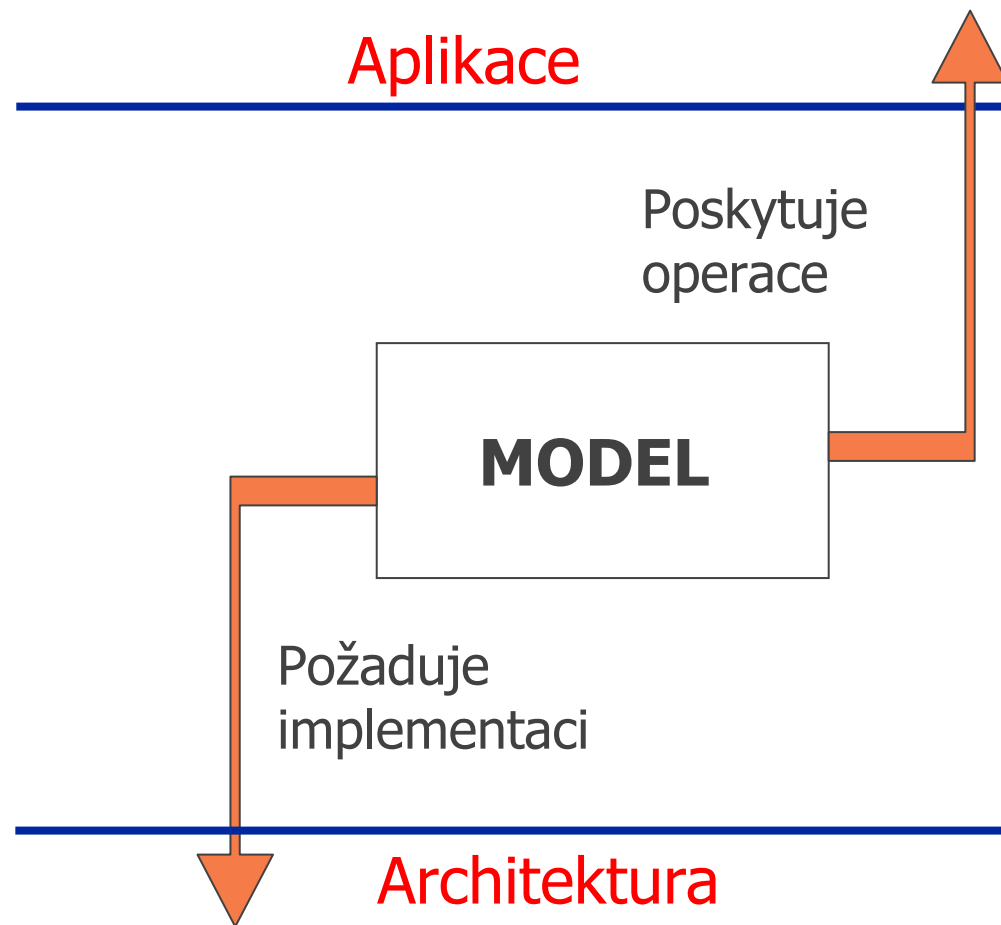 Aplikace
Poskytuje
operace
MODEL
Požaduje
implementaci
Architektura